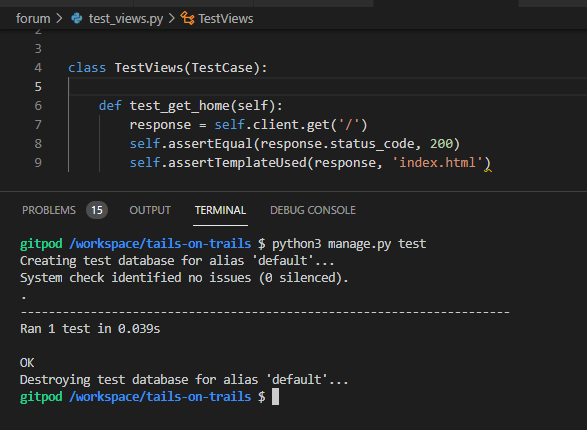 forum > test_views.py > TestViews
2
3
4 class TestViews(TestCase):
5
6 def test_get_home(self):
7 response = self.client.get('/')
8 self.assertEqual(response.status_code, 200)
9 self.assertTemplateUsed(response, 'index.html')
PROBLEMS 15 OUTPUT TERMINAL DEBUG CONSOLE
gitpod /workspace/tails-on-trails $ python3 manage.py test
Creating test database for alias 'default'...
System check identified no issues (0 silenced).
.
----------------------------------------------------------------------
Ran 1 test in 0.039s
OK
Destroying test database for alias 'default'...
gitpod /workspace/tails-on-trails $